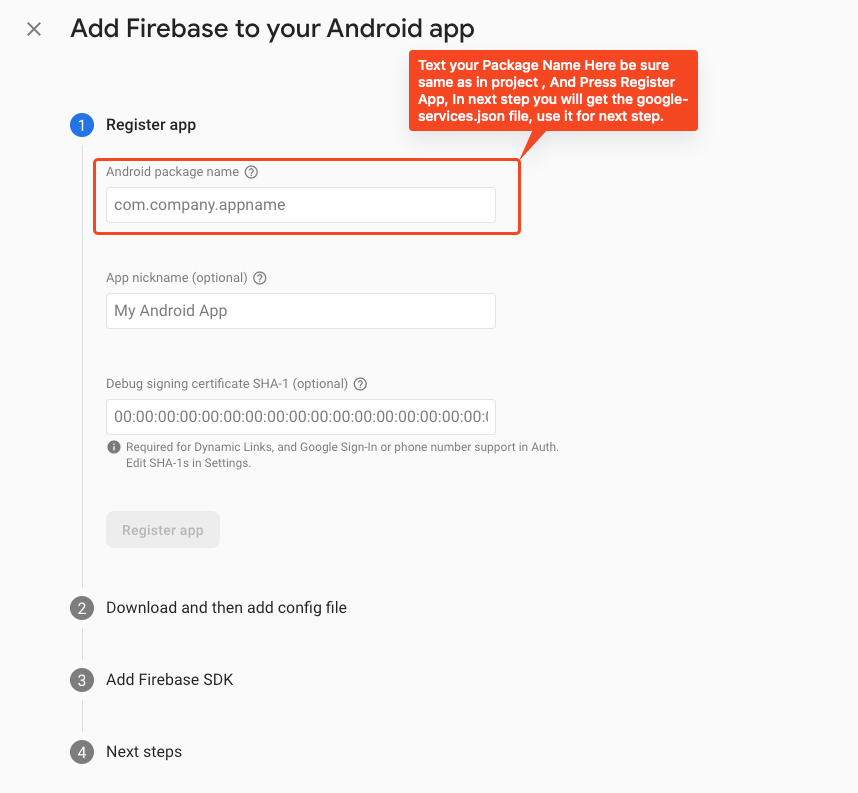 Add Firebase to your Android app
Text your Package Name Here be sure
same as in project , And Press Register
App, In next step you will get the google-
services.json file, use it for next step.
1 Register app
Android package name ?
com.company.appname
App nickname (optional) ?
My Android App
Debug signing certificate SHA-1 (optional) ?
00:00:00:00:00:00:00:00:00:00:00:00:00:00:00:00:00:
Required for Dynamic Links, and Google Sign-In or phone number support in Auth.
Edit SHA-1s in Settings.
Register app
2 Download and then add config file
3 Add Firebase SDK
4 Next steps